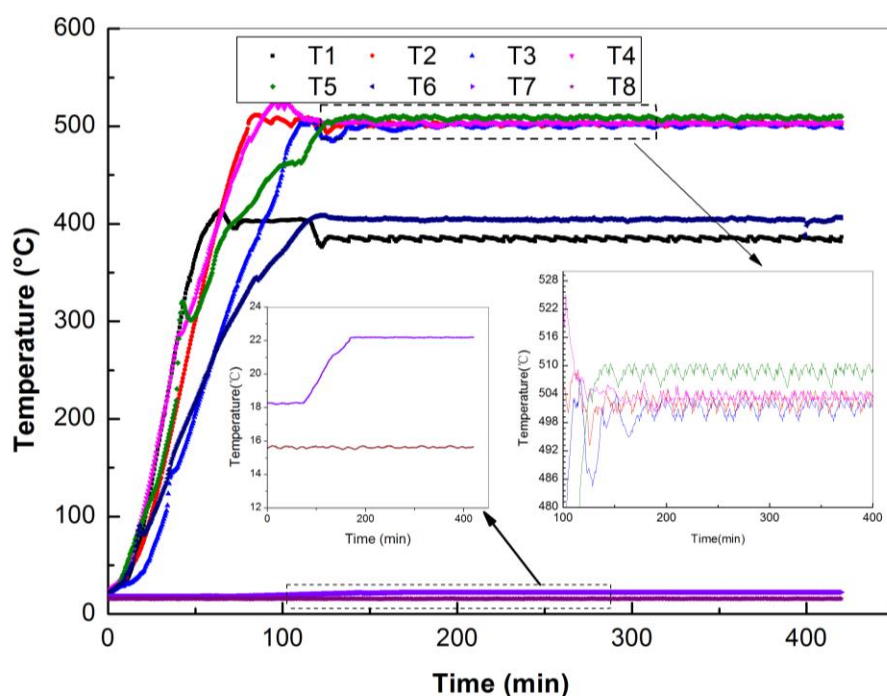 600
500
400
300
200
100
0
Temperature (°C)
T1 T2 T3 T4
T5 T6 T7 T8
24
22
20
18
16
14
12
Temperature(℃)
0 200 400
Time (min)
528
522
516
510
504
498
492
486
480
Temperature(℃)
100 200 300 400
Time(min)
0 100 200 300 400
Time (min)